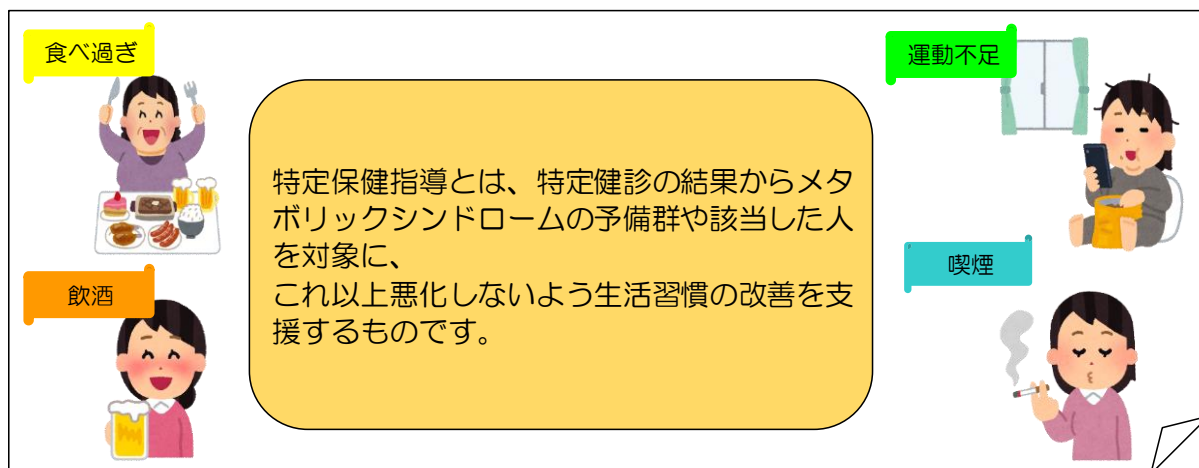 食べ過ぎ
運動不足
特定保健指導とは、特定健診の結果からメタ
ボリックシンドロームの予備群や該当した人
を対象に、
これ以上悪化しないよう生活習慣の改善を支
援するものです。
飲酒
喫煙